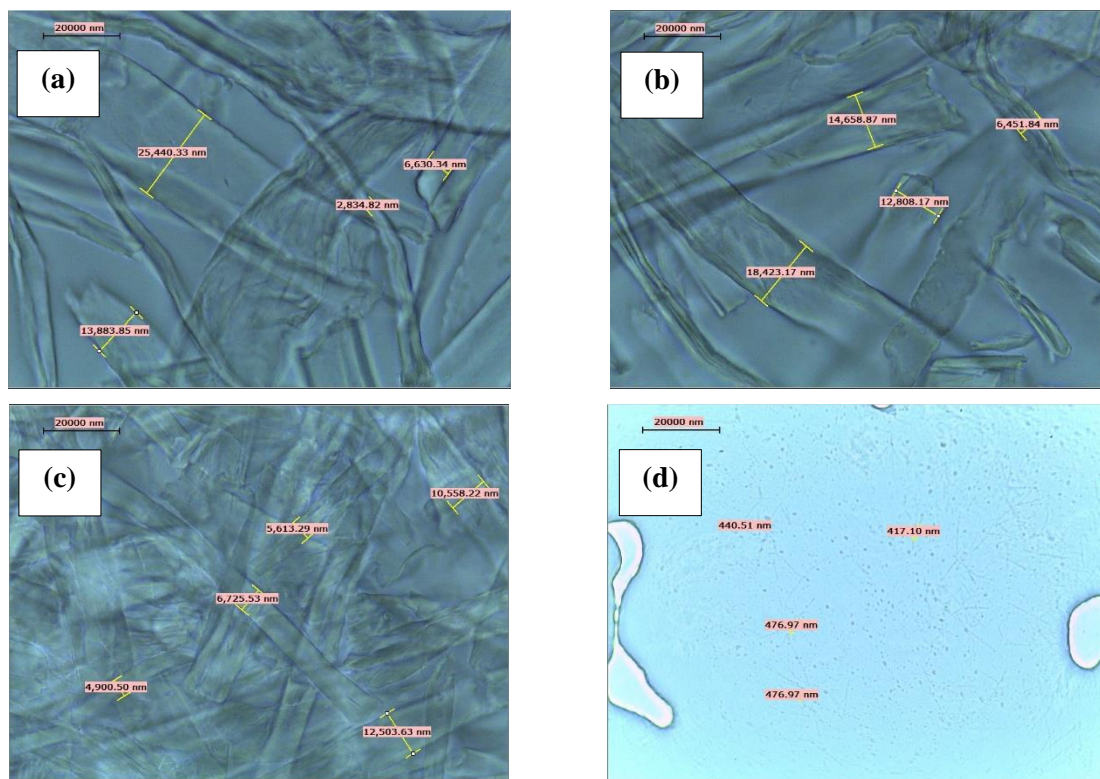 20000 nm
(a)
25,440.33 nm
6,630.34 nm
2,834.82 nm
13,883.85 nm
20000 nm
(b)
14,658.87 nm
6,451.84 nm
12,808.17 nm
18,423.17 nm
20000 nm
(c)
10,558.22 nm
5,613.29 nm
6,725.53 nm
4,900.50 nm
12,503.63 nm
20000 nm
(d)
440.51 nm
417.10 nm
476.97 nm
476.97 nm